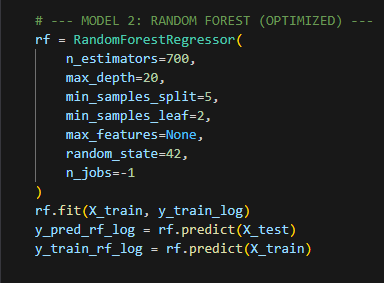 # --- MODEL 2: RANDOM FOREST (OPTIMIZED) ---
rf = RandomForestRegressor(
    n_estimators=700,
    max_depth=20,
    min_samples_split=5,
    min_samples_leaf=2,
    max_features=None,
    random_state=42,
    n_jobs=-1
)
rf.fit(X_train, y_train_log)
y_pred_rf_log = rf.predict(X_test)
y_train_rf_log = rf.predict(X_train)